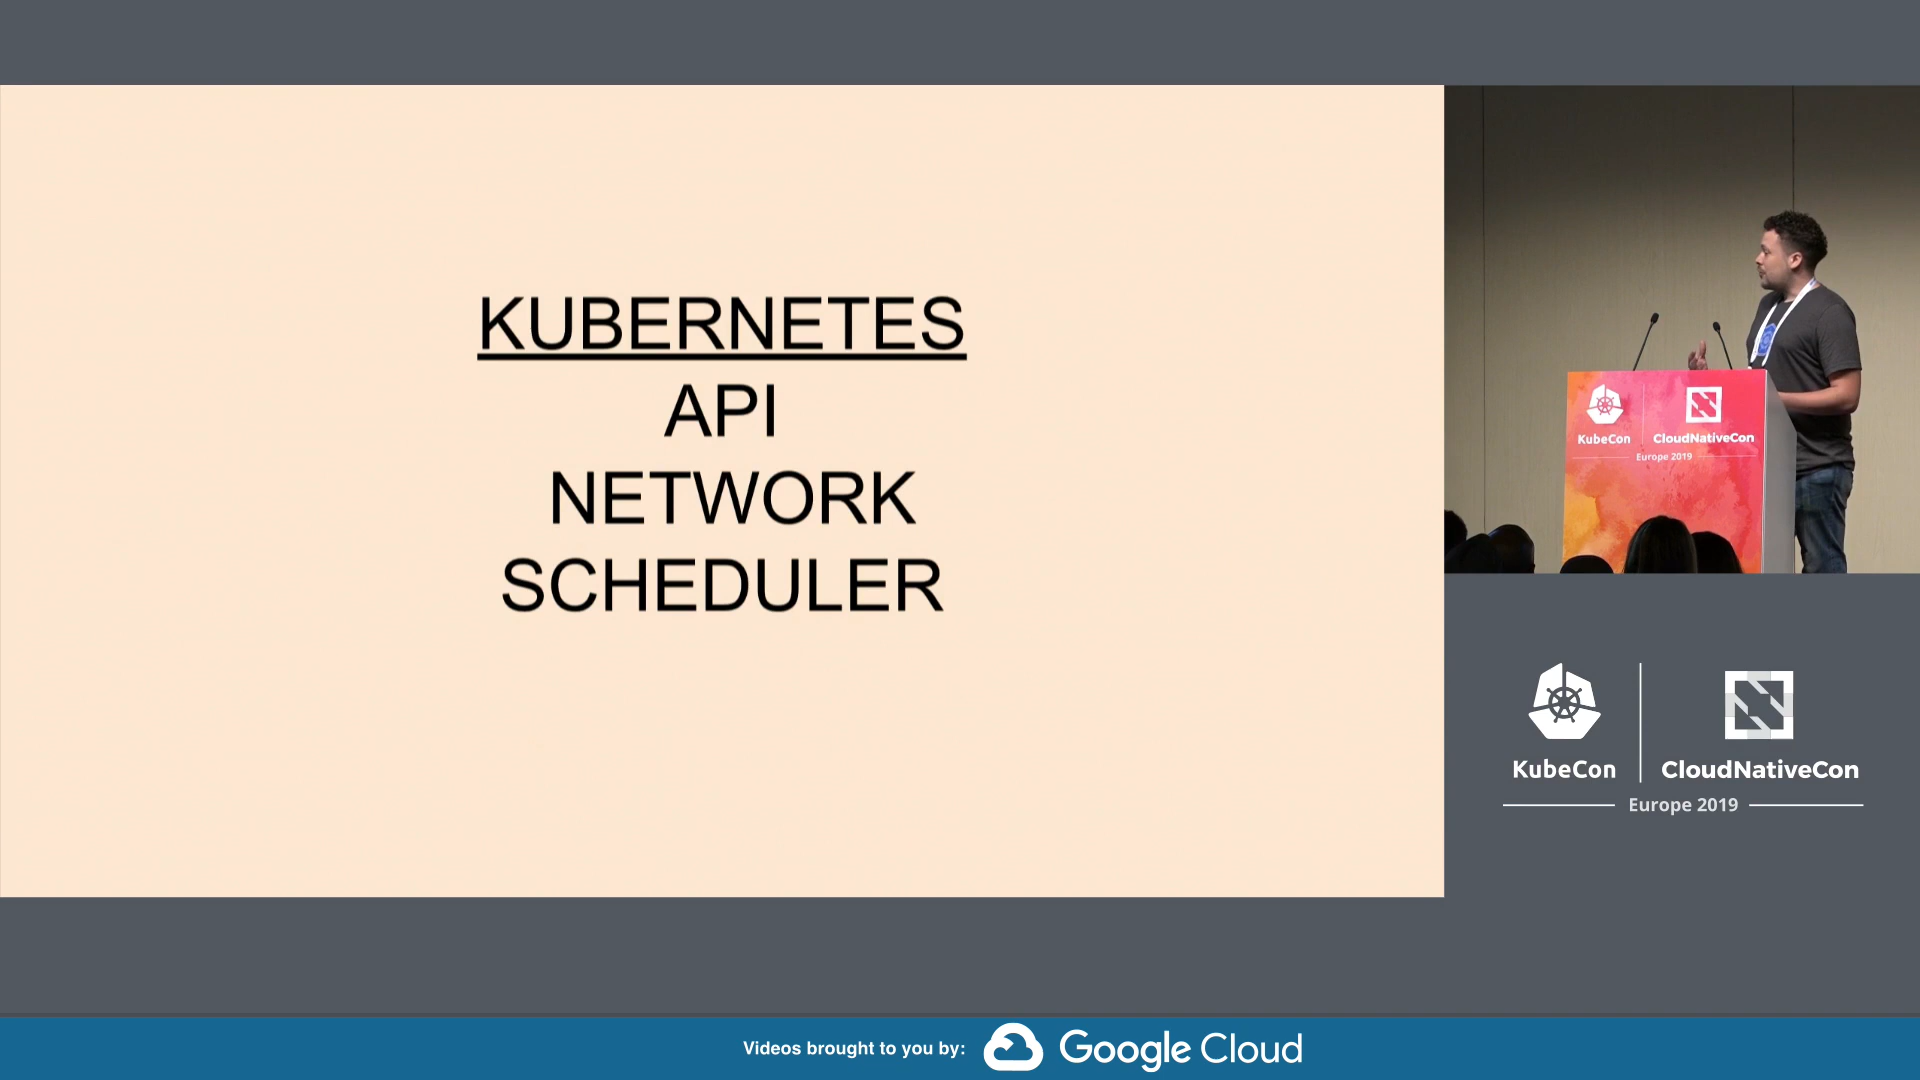 KUBERNETES
API
NETWORK
SCHEDULER
KubeCon
CloudNativeCon
Europe 2019
KubeCon
CloudNativeCon
Europe 2019
Videos brought to you by:
Google Cloud